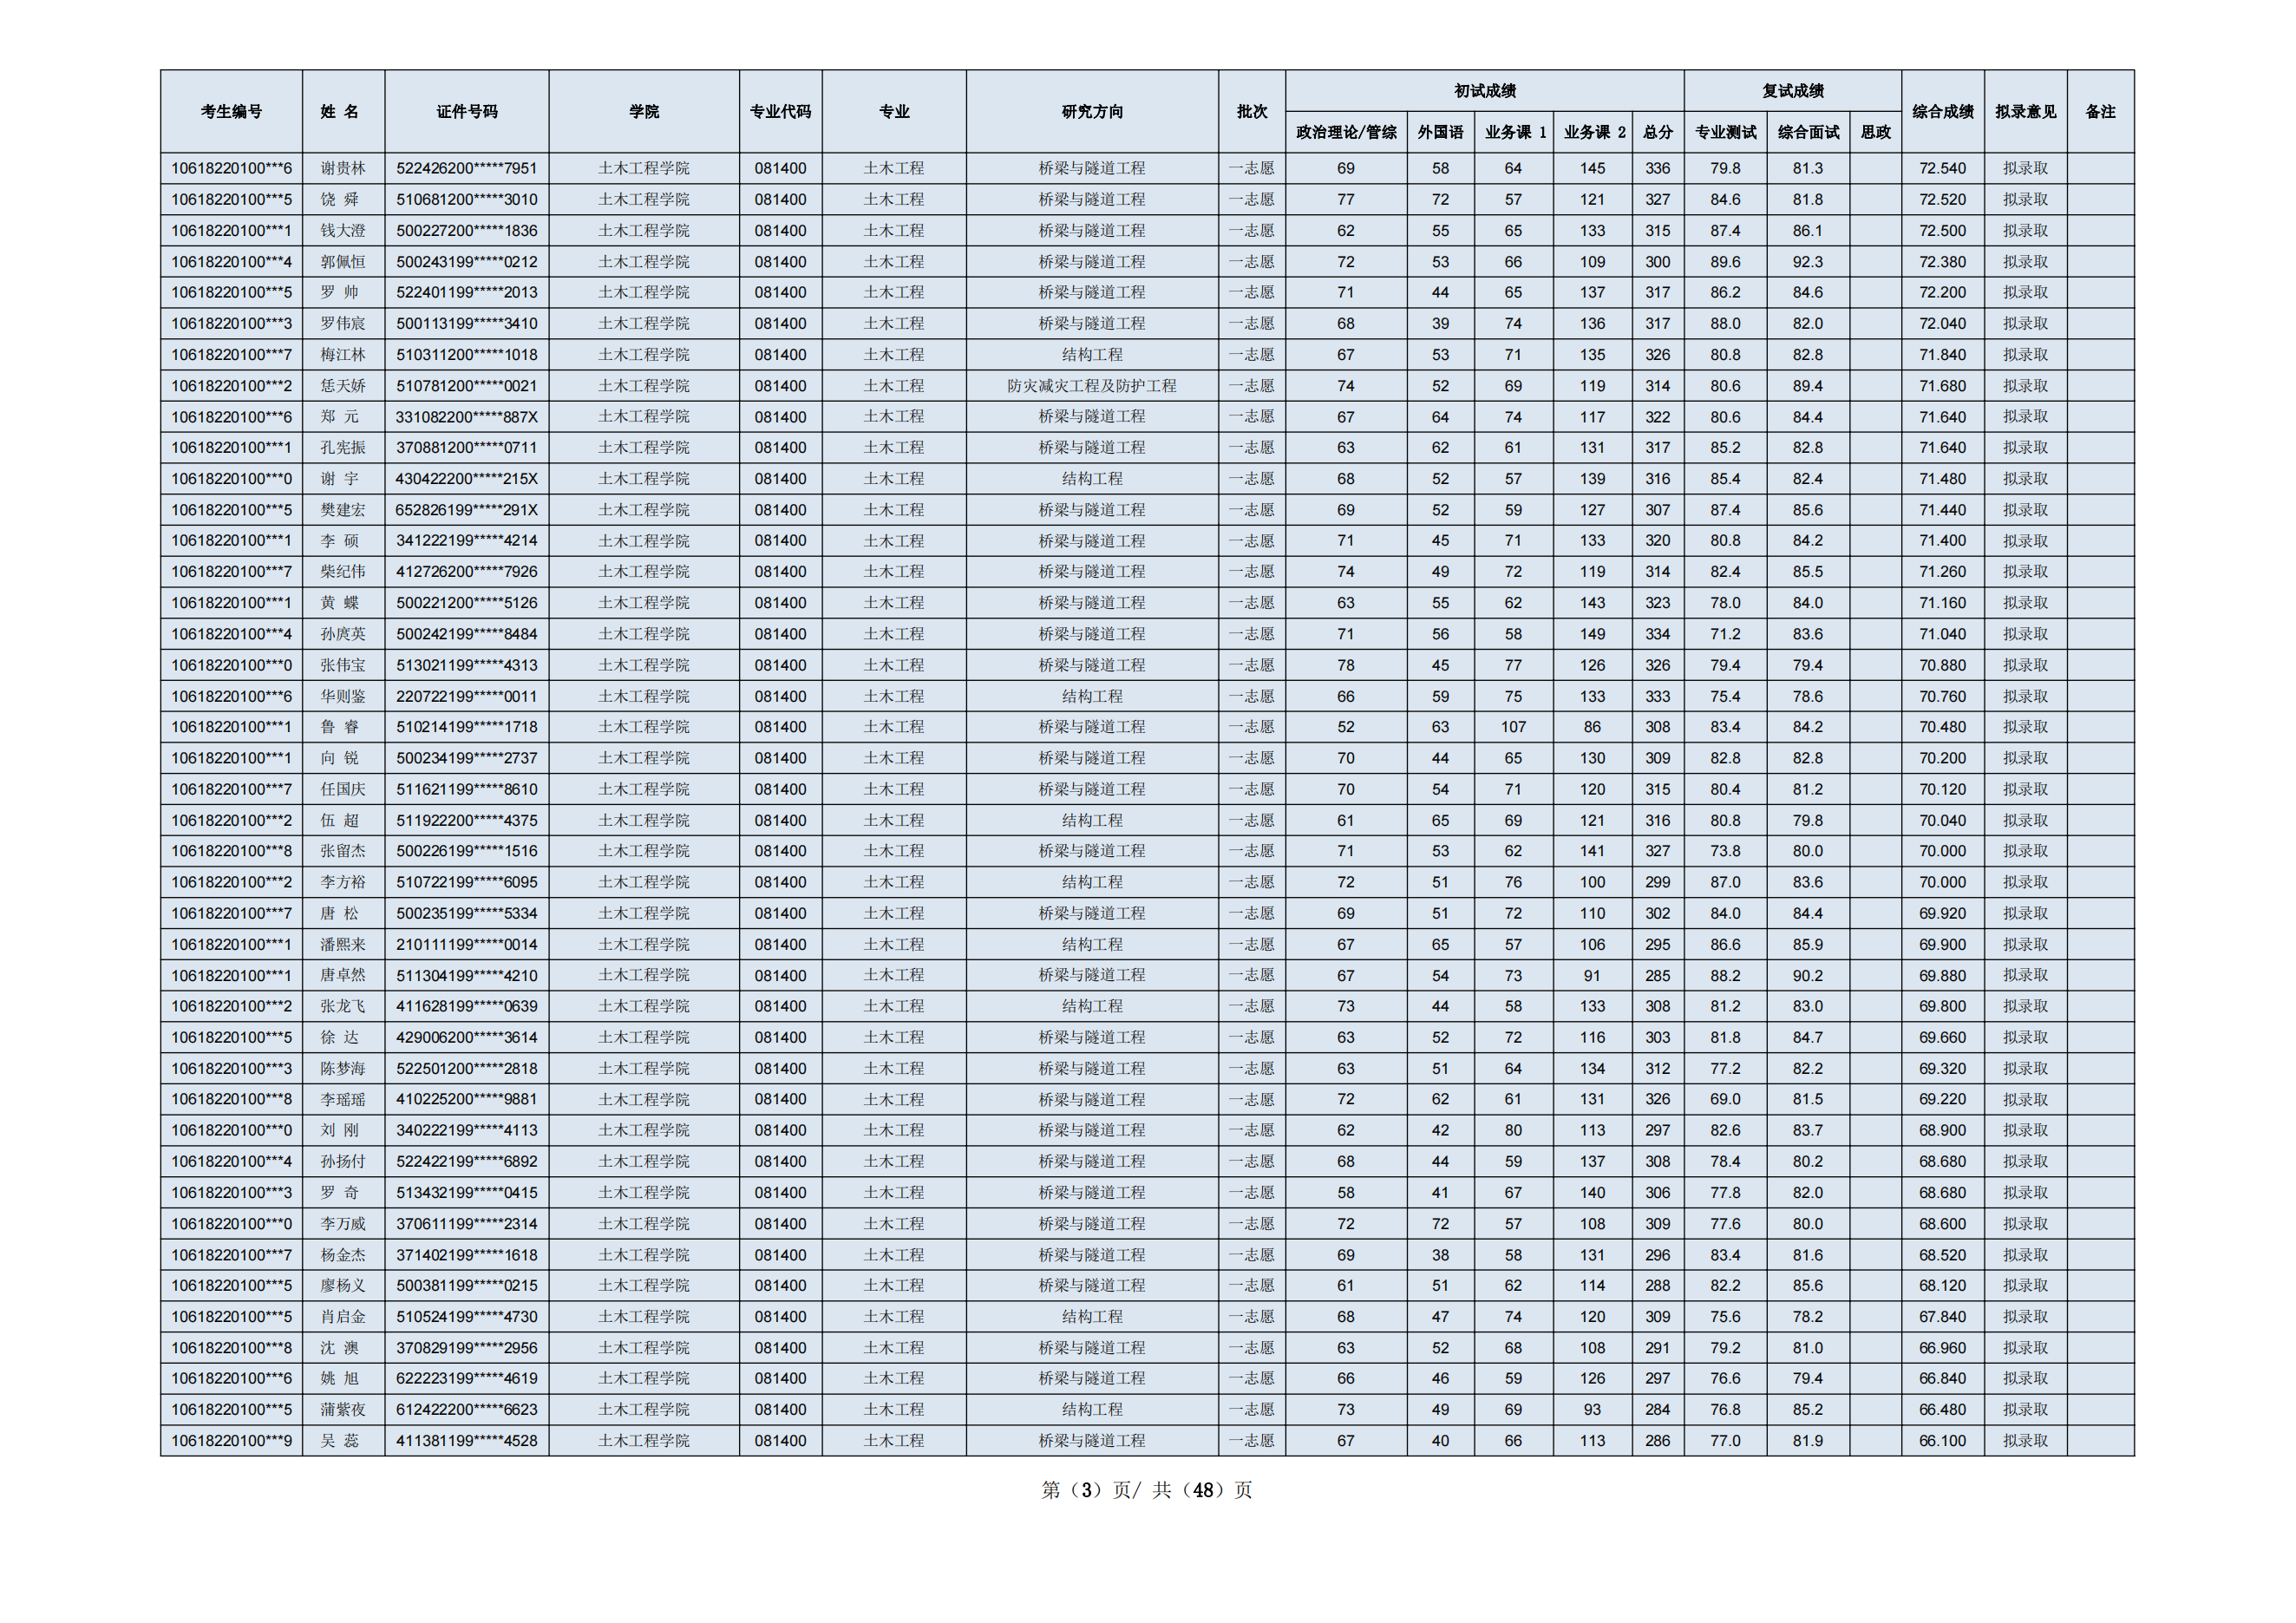 考生编号 姓 名 证件号码 学院 专业代码 专业 研究方向 批次 初试成绩 复试成绩 综合成绩 拟录意见 备注
政治理论/管综 外国语 业务课 1 业务课 2 总分 专业测试 综合面试 思政
10618220100***6 谢贵林 522426200*****7951 土木工程学院 081400 土木工程 桥梁与隧道工程 一志愿 69 58 64 145 336 79.8 81.3 72.540 拟录取
10618220100***5 饶 舜 510681200*****3010 土木工程学院 081400 土木工程 桥梁与隧道工程 一志愿 77 72 57 121 327 84.6 81.8 72.520 拟录取
10618220100***1 钱大澄 500227200*****1836 土木工程学院 081400 土木工程 桥梁与隧道工程 一志愿 62 55 65 133 315 87.4 86.1 72.500 拟录取
10618220100***4 郭佩恒 500243199*****0212 土木工程学院 081400 土木工程 桥梁与隧道工程 一志愿 72 53 66 109 300 89.6 92.3 72.380 拟录取
10618220100***5 罗 帅 522401199*****2013 土木工程学院 081400 土木工程 桥梁与隧道工程 一志愿 71 44 65 137 317 86.2 84.6 72.200 拟录取
10618220100***3 罗伟宸 500113199*****3410 土木工程学院 081400 土木工程 桥梁与隧道工程 一志愿 68 39 74 136 317 88.0 82.0 72.040 拟录取
10618220100***7 梅江林 510311200*****1018 土木工程学院 081400 土木工程 结构工程 一志愿 67 53 71 135 326 80.8 82.8 71.840 拟录取
10618220100***2 恁天娇 510781200*****0021 土木工程学院 081400 土木工程 防灾减灾工程及防护工程 一志愿 74 52 69 119 314 80.6 89.4 71.680 拟录取
10618220100***6 郑 元 331082200*****887X 土木工程学院 081400 土木工程 桥梁与隧道工程 一志愿 67 64 74 117 322 80.6 84.4 71.640 拟录取
10618220100***1 孔宪振 370881200*****0711 土木工程学院 081400 土木工程 桥梁与隧道工程 一志愿 63 62 61 131 317 85.2 82.8 71.640 拟录取
10618220100***0 谢 宇 430422200*****215X 土木工程学院 081400 土木工程 结构工程 一志愿 68 52 57 139 316 85.4 82.4 71.480 拟录取
10618220100***5 樊建宏 652826199*****291X 土木工程学院 081400 土木工程 桥梁与隧道工程 一志愿 69 52 59 127 307 87.4 85.6 71.440 拟录取
10618220100***1 李 硕 341222199*****4214 土木工程学院 081400 土木工程 桥梁与隧道工程 一志愿 71 45 71 133 320 80.8 84.2 71.400 拟录取
10618220100***7 柴纪伟 412726200*****7926 土木工程学院 081400 土木工程 桥梁与隧道工程 一志愿 74 49 72 119 314 82.4 85.5 71.260 拟录取
10618220100***1 黄 蝶 500221200*****5126 土木工程学院 081400 土木工程 桥梁与隧道工程 一志愿 63 55 62 143 323 78.0 84.0 71.160 拟录取
10618220100***4 孙庹英 500242199*****8484 土木工程学院 081400 土木工程 桥梁与隧道工程 一志愿 71 56 58 149 334 71.2 83.6 71.040 拟录取
10618220100***0 张伟宝 513021199*****4313 土木工程学院 081400 土木工程 桥梁与隧道工程 一志愿 78 45 77 126 326 79.4 79.4 70.880 拟录取
10618220100***6 华则鉴 220722199*****0011 土木工程学院 081400 土木工程 结构工程 一志愿 66 59 75 133 333 75.4 78.6 70.760 拟录取
10618220100***1 鲁 睿 510214199*****1718 土木工程学院 081400 土木工程 桥梁与隧道工程 一志愿 52 63 107 86 308 83.4 84.2 70.480 拟录取
10618220100***1 向 锐 500234199*****2737 土木工程学院 081400 土木工程 桥梁与隧道工程 一志愿 70 44 65 130 309 82.8 82.8 70.200 拟录取
10618220100***7 任国庆 511621199*****8610 土木工程学院 081400 土木工程 桥梁与隧道工程 一志愿 70 54 71 120 315 80.4 81.2 70.120 拟录取
10618220100***2 伍 超 511922200*****4375 土木工程学院 081400 土木工程 结构工程 一志愿 61 65 69 121 316 80.8 79.8 70.040 拟录取
10618220100***8 张留杰 500226199*****1516 土木工程学院 081400 土木工程 桥梁与隧道工程 一志愿 71 53 62 141 327 73.8 80.0 70.000 拟录取
10618220100***2 李方裕 510722199*****6095 土木工程学院 081400 土木工程 结构工程 一志愿 72 51 76 100 299 87.0 83.6 70.000 拟录取
10618220100***7 唐 松 500235199*****5334 土木工程学院 081400 土木工程 桥梁与隧道工程 一志愿 69 51 72 110 302 84.0 84.4 69.920 拟录取
10618220100***1 潘熙来 210111199*****0014 土木工程学院 081400 土木工程 结构工程 一志愿 67 65 57 106 295 86.6 85.9 69.900 拟录取
10618220100***1 唐卓然 511304199*****4210 土木工程学院 081400 土木工程 桥梁与隧道工程 一志愿 67 54 73 91 285 88.2 90.2 69.880 拟录取
10618220100***2 张龙飞 411628199*****0639 土木工程学院 081400 土木工程 结构工程 一志愿 73 44 58 133 308 81.2 83.0 69.800 拟录取
10618220100***5 徐 达 429006200*****3614 土木工程学院 081400 土木工程 桥梁与隧道工程 一志愿 63 52 72 116 303 81.8 84.7 69.660 拟录取
10618220100***3 陈梦海 522501200*****2818 土木工程学院 081400 土木工程 桥梁与隧道工程 一志愿 63 51 64 134 312 77.2 82.2 69.320 拟录取
10618220100***8 李瑶瑶 410225200*****9881 土木工程学院 081400 土木工程 桥梁与隧道工程 一志愿 72 62 61 131 326 69.0 81.5 69.220 拟录取
10618220100***0 刘 刚 340222199*****4113 土木工程学院 081400 土木工程 桥梁与隧道工程 一志愿 62 42 80 113 297 82.6 83.7 68.900 拟录取
10618220100***4 孙扬付 522422199*****6892 土木工程学院 081400 土木工程 桥梁与隧道工程 一志愿 68 44 59 137 308 78.4 80.2 68.680 拟录取
10618220100***3 罗 奇 513432199*****0415 土木工程学院 081400 土木工程 桥梁与隧道工程 一志愿 58 41 67 140 306 77.8 82.0 68.680 拟录取
10618220100***0 李万威 370611199*****2314 土木工程学院 081400 土木工程 桥梁与隧道工程 一志愿 72 72 57 108 309 77.6 80.0 68.600 拟录取
10618220100***7 杨金杰 371402199*****1618 土木工程学院 081400 土木工程 桥梁与隧道工程 一志愿 69 38 58 131 296 83.4 81.6 68.520 拟录取
10618220100***5 廖杨义 500381199*****0215 土木工程学院 081400 土木工程 桥梁与隧道工程 一志愿 61 51 62 114 288 82.2 85.6 68.120 拟录取
10618220100***5 肖启金 510524199*****4730 土木工程学院 081400 土木工程 结构工程 一志愿 68 47 74 120 309 75.6 78.2 67.840 拟录取
10618220100***8 沈 澳 370829199*****2956 土木工程学院 081400 土木工程 桥梁与隧道工程 一志愿 63 52 68 108 291 79.2 81.0 66.960 拟录取
10618220100***6 姚 旭 622223199*****4619 土木工程学院 081400 土木工程 桥梁与隧道工程 一志愿 66 46 59 126 297 76.6 79.4 66.840 拟录取
10618220100***5 蒲紫夜 612422200*****6623 土木工程学院 081400 土木工程 结构工程 一志愿 73 49 69 93 284 76.8 85.2 66.480 拟录取
10618220100***9 吴 蕊 411381199*****4528 土木工程学院 081400 土木工程 桥梁与隧道工程 一志愿 67 40 66 113 286 77.0 81.9 66.100 拟录取
第（3）页/ 共（48）页